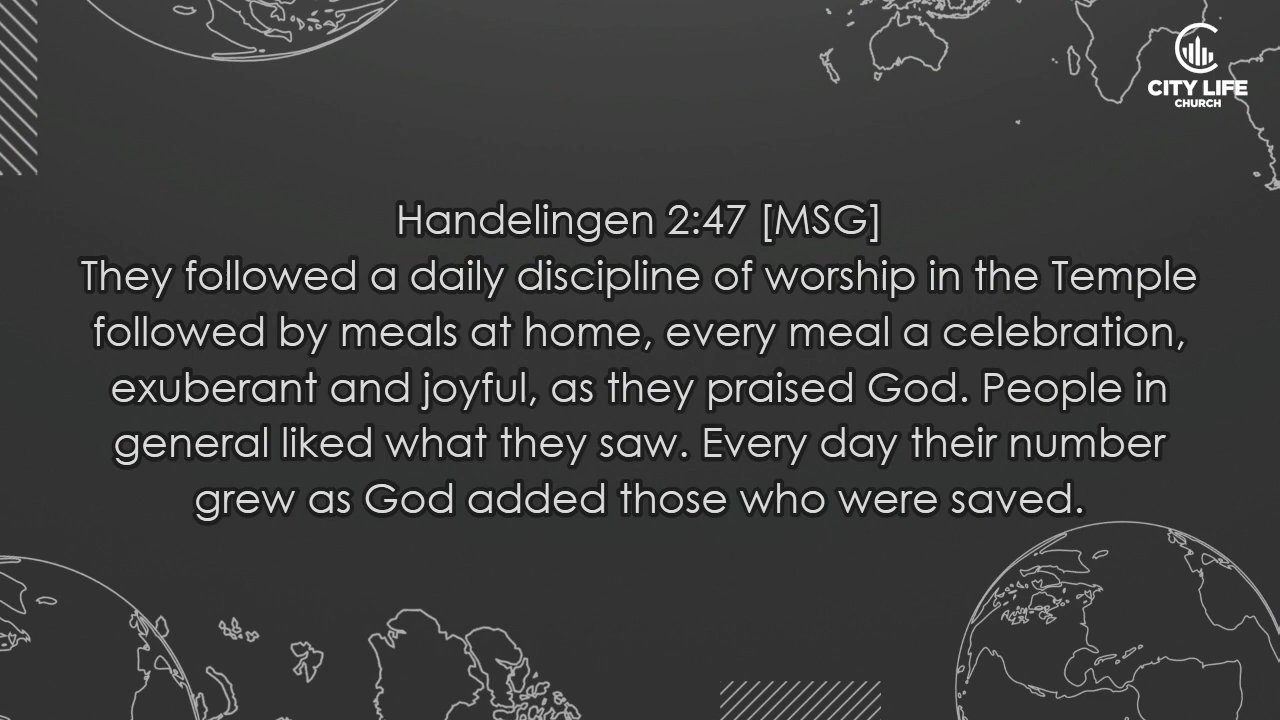 CITY LIFE
CHURCH
Handelingen 2:47 [MSG]
They followed a daily discipline of worship in the Temple
followed by meals at home, every meal a celebration,
exuberant and joyful, as they praised God. People in
general liked what they saw. Every day their number
grew as God added those who were saved.